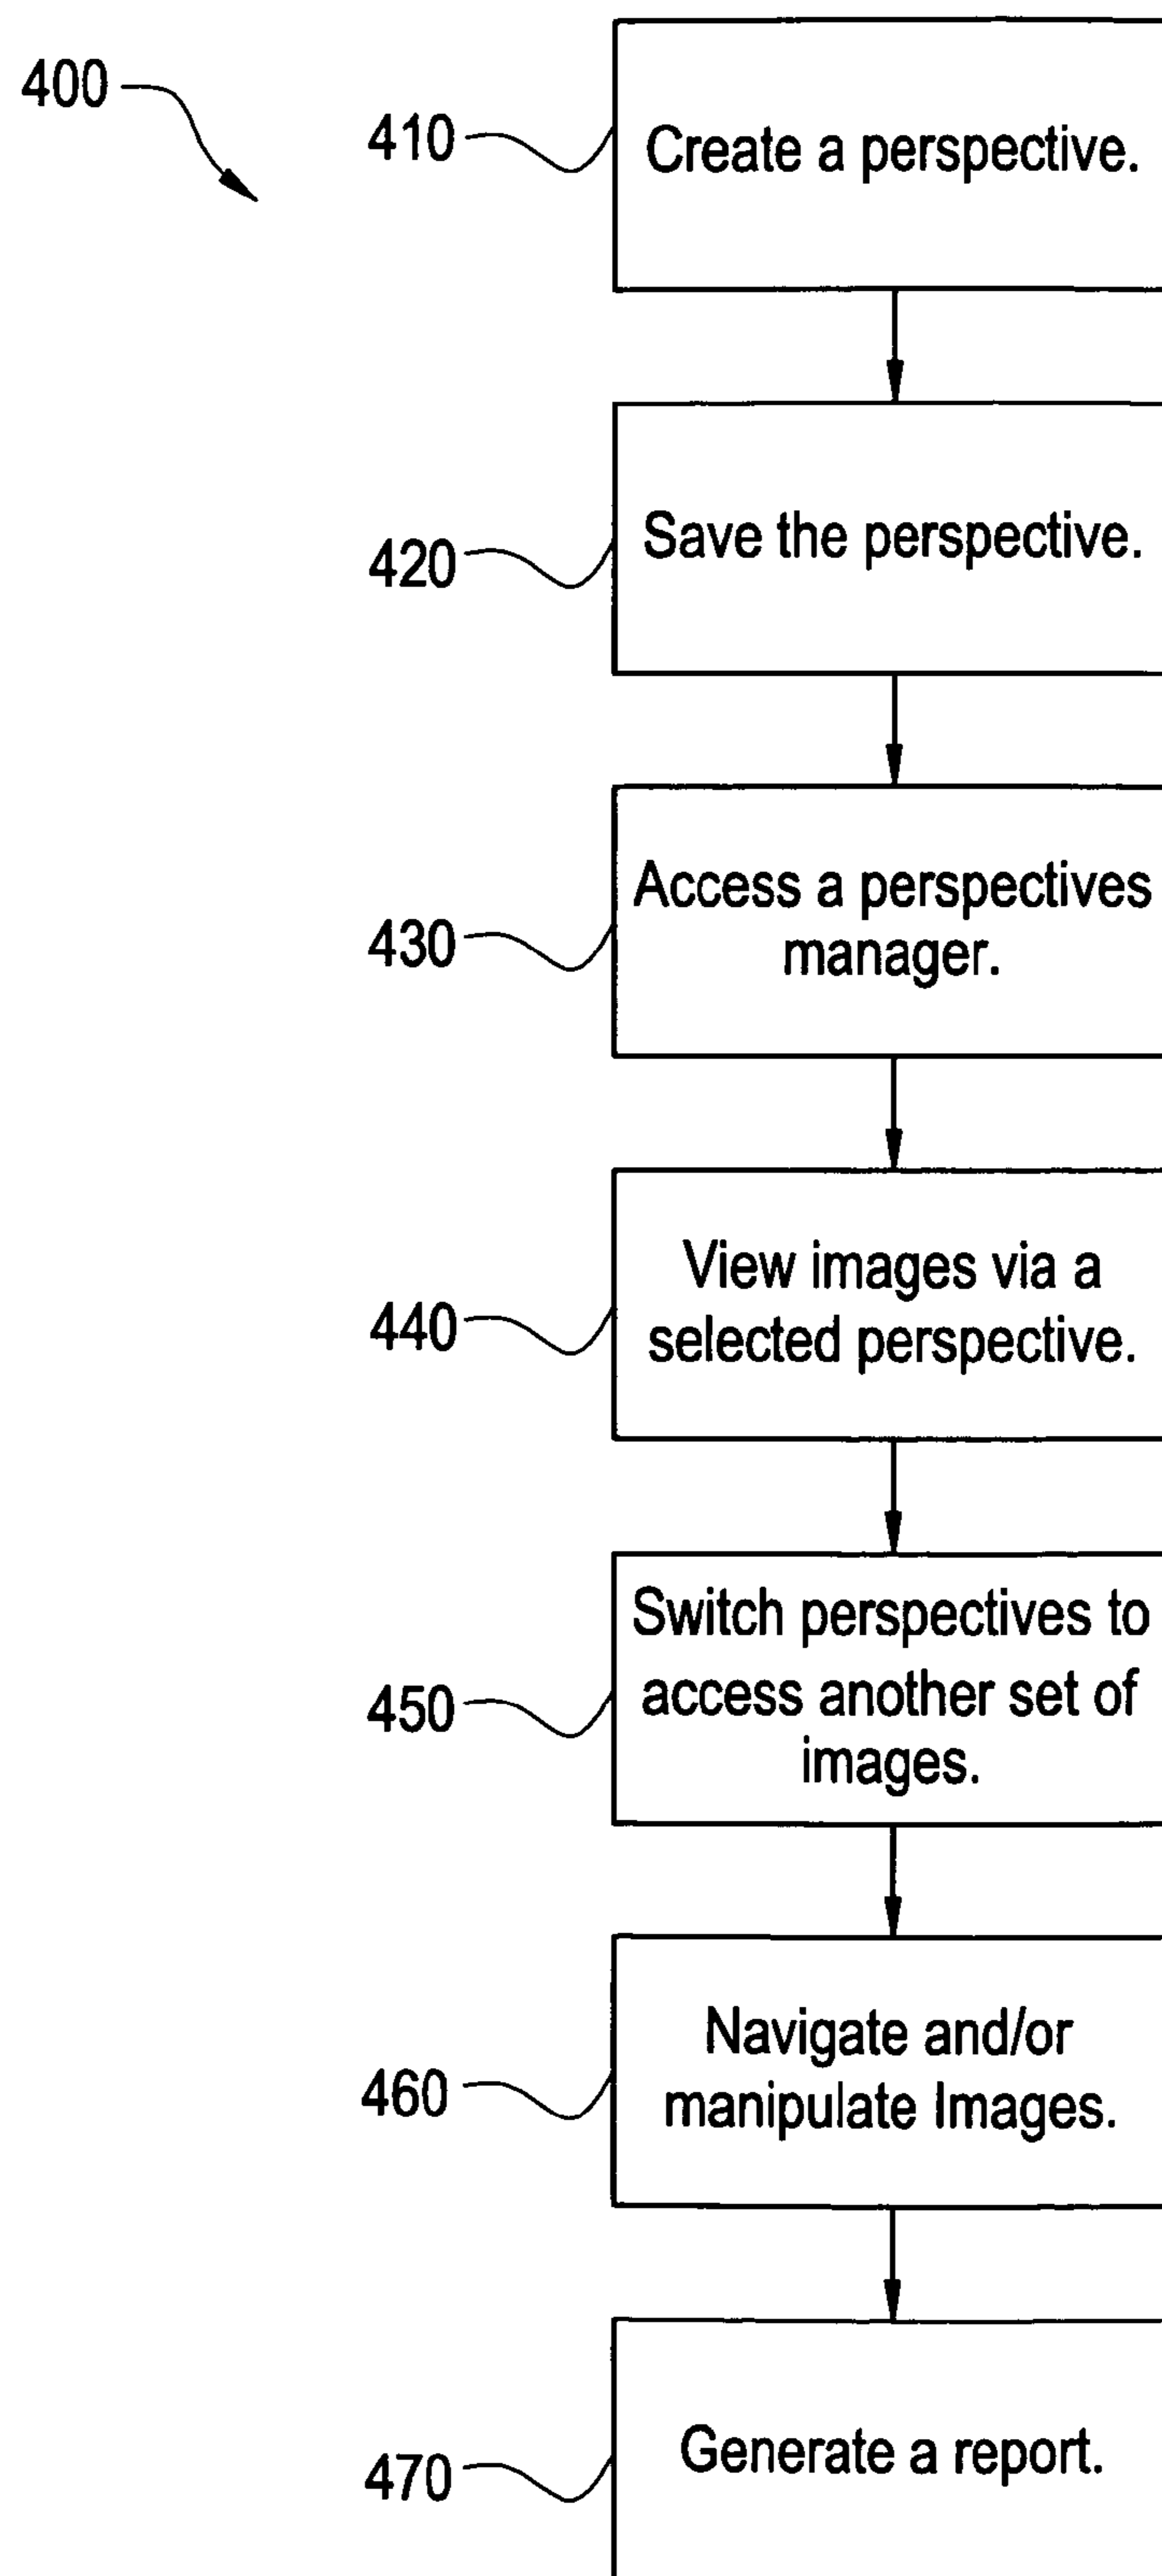 400
410
Create a perspective.
420
Save the perspective.
430
Access a perspectives
manager.
440
View images via a
selected perspective.
450
Switch perspectives to
access another set of
images.
460
Navigate and/or
manipulate Images.
470
Generate a report.